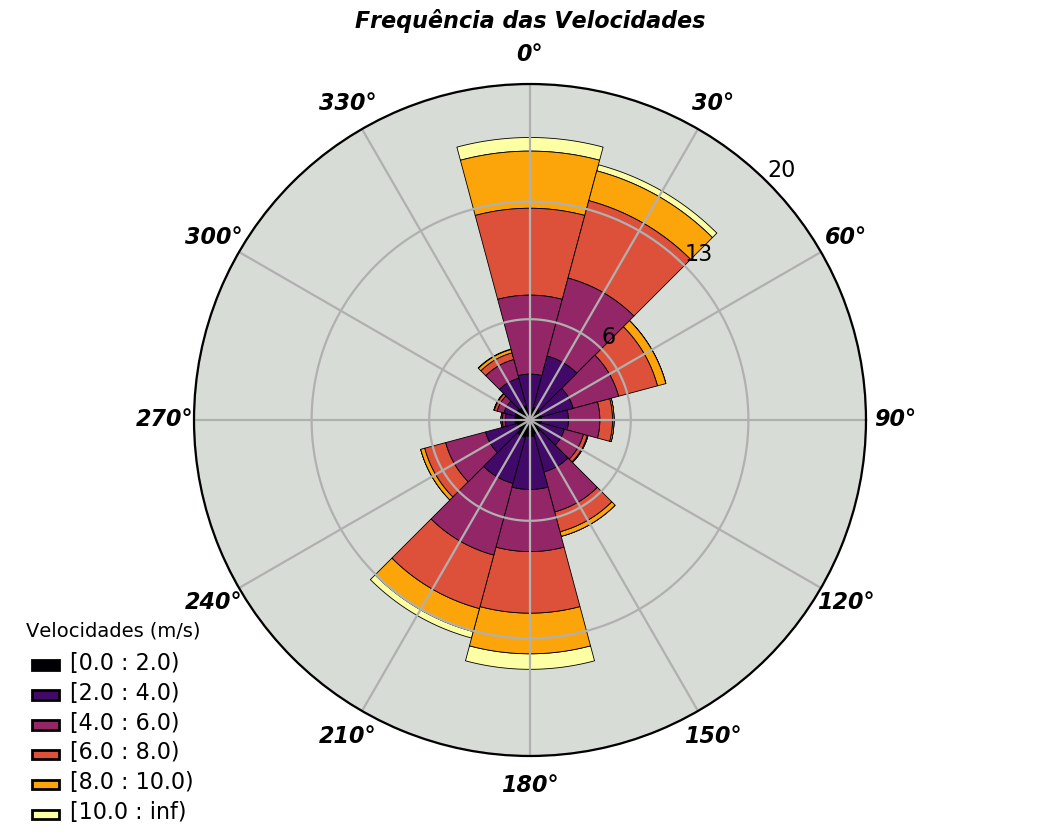 Frequência das Velocidades
0°
330°
30°
20
300°
60°
13
6
270°
90°
240°
120°
210°
150°
180°
Velocidades (m/s)
[0.0 : 2.0)
[2.0 : 4.0)
[4.0 : 6.0)
[6.0 : 8.0)
[8.0 : 10.0)
[10.0 : inf)